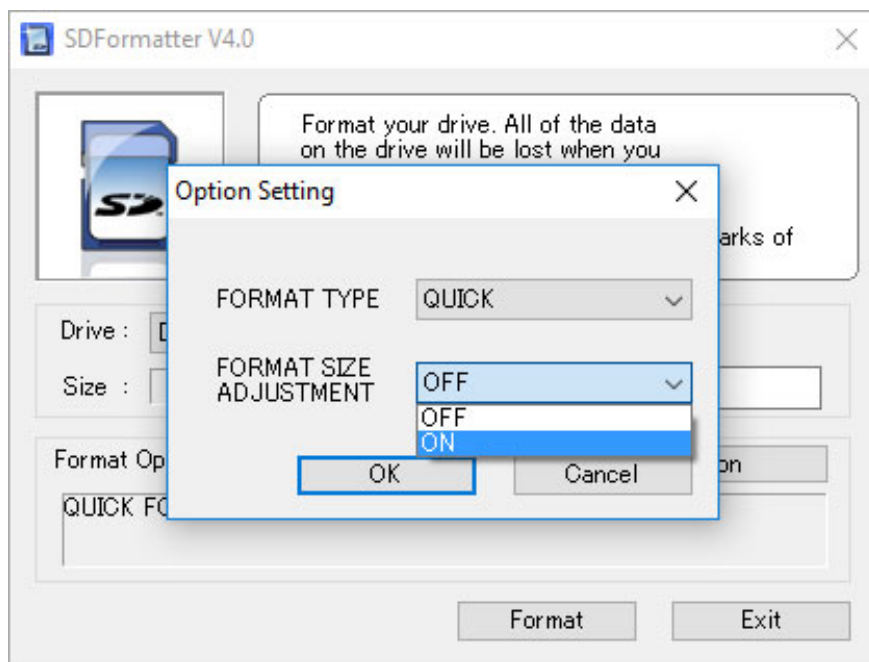 SDFormatter V4.0
Format your drive. All of the data
on the drive will be lost when you
arks of
SD
Drive :
Size :
Format Op
on
QUICK FO
Option Setting
FORMAT TYPE QUICK
FORMAT SIZE
ADJUSTMENT
OFF
OFF
ON
OK Cancel
Format Exit